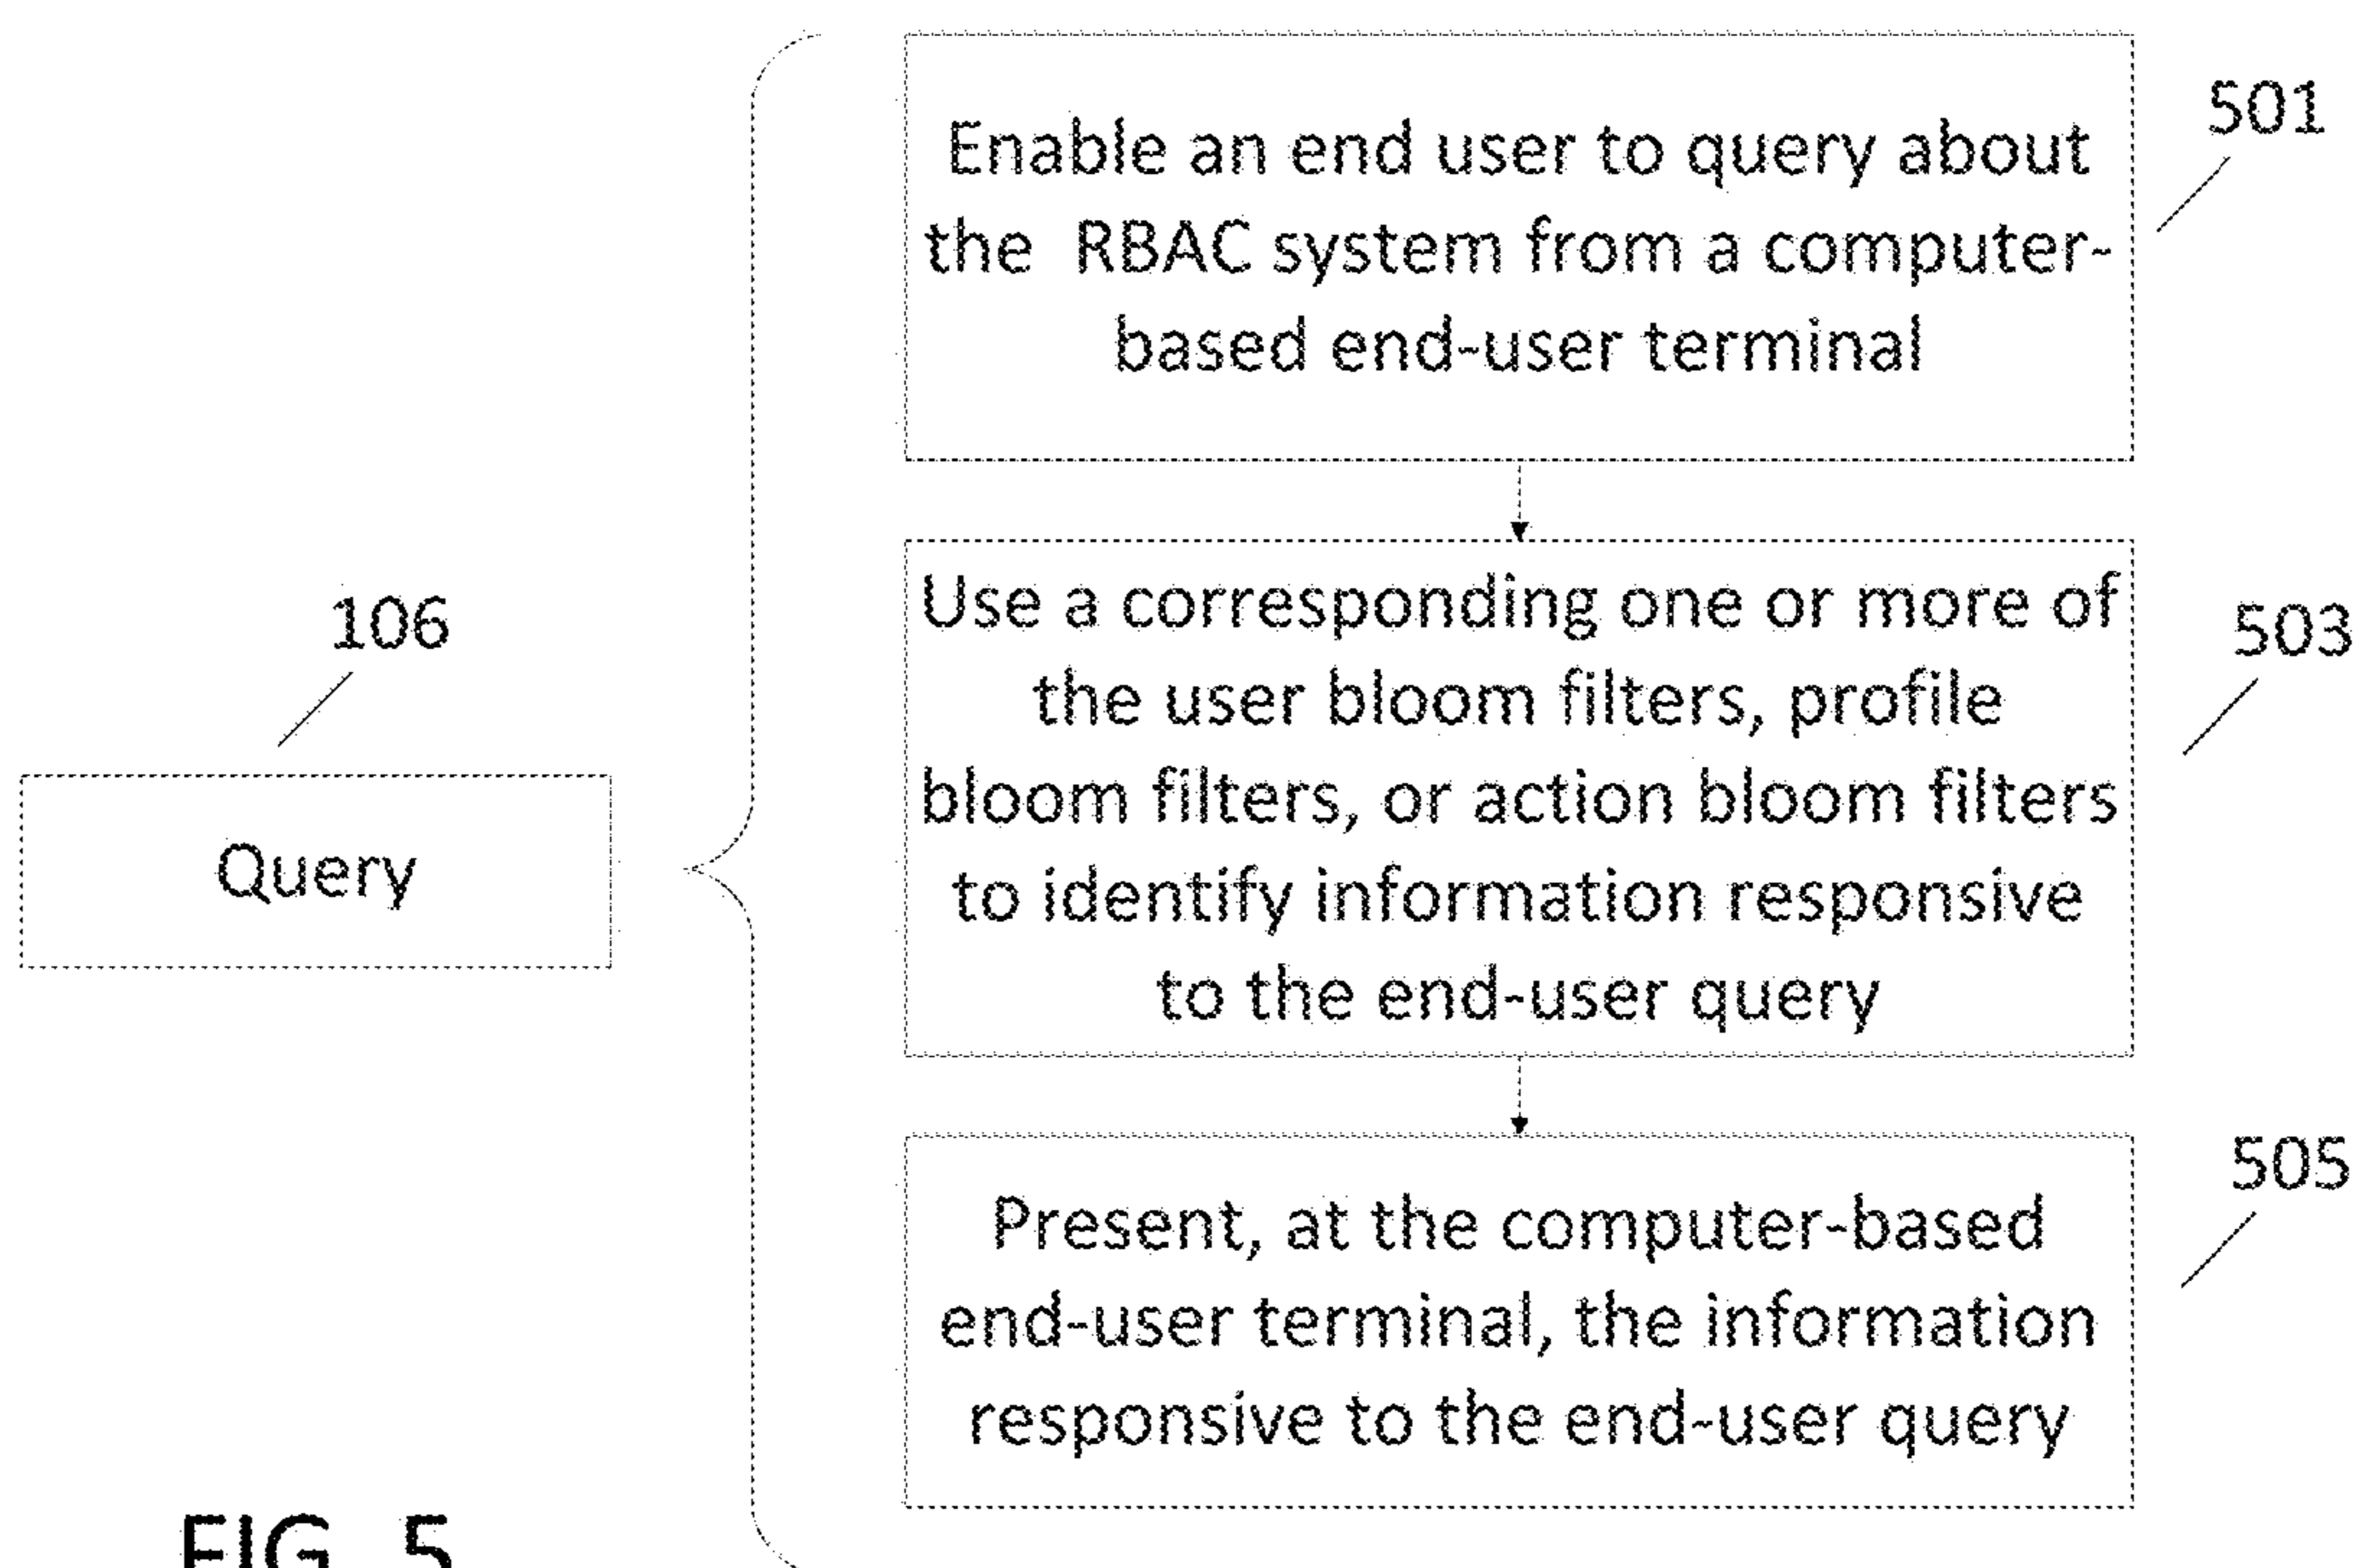 501
Enable an end user to query about
the RBAC system from a computer-
based end-user terminal
106
503
Use a corresponding one or more of
the user bloom filters, profile
bloom filters, or action bloom filters
to identify information responsive
to the end-user query
Query
505
Present, at the computer-based
end-user terminal, the information
responsive to the end-user query
FIG. 5